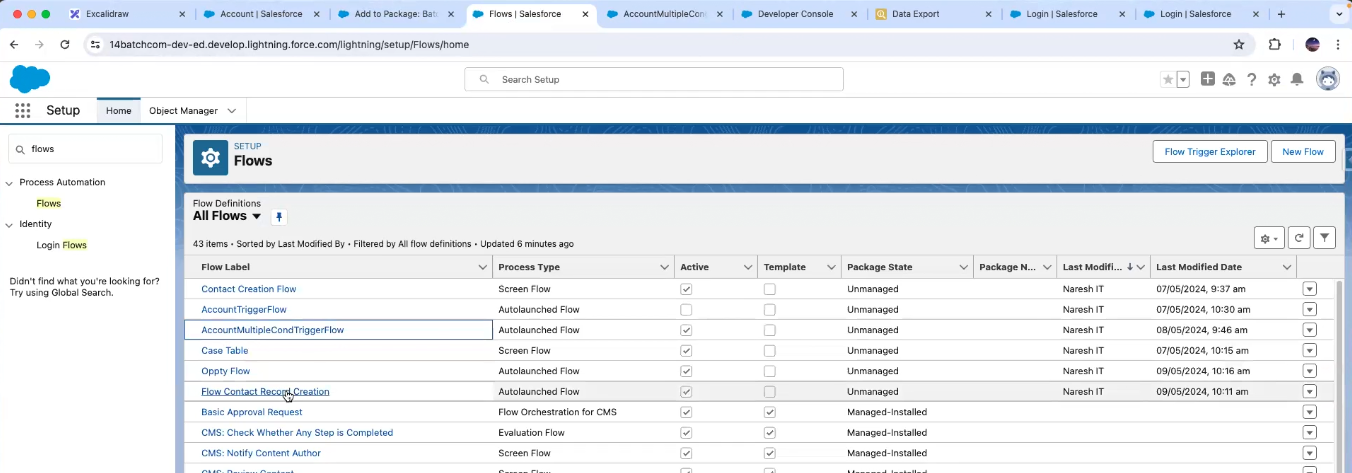 Excalidraw
Account | Salesforce
Add to Package: Batc
Flows | Salesforce
AccountMultipleCon
Developer Console
Data Export
Login | Salesforce
Login | Salesforce
14batchcom-dev-ed.develop.lightning.force.com/lightning/setup/Flows/home
Search Setup
Setup Home Object Manager
flows
Process Automation
Flows
Identity
Login Flows
Didn't find what you're looking for?
Try using Global Search.
SETUP
Flows
Flow Trigger Explorer New Flow
Flow Definitions
All Flows
43 items • Sorted by Last Modified By • Filtered by All flow definitions • Updated 6 minutes ago
Flow Label Process Type Active Template Package State Package N... Last Modifi... Last Modified Date
Contact Creation Flow Screen Flow Unmanaged Naresh IT 07/05/2024, 9:37 am
AccountTriggerFlow Autolaunched Flow Unmanaged Naresh IT 07/05/2024, 10:30 am
AccountMultipleCondTriggerFlow Autolaunched Flow Unmanaged Naresh IT 08/05/2024, 9:46 am
Case Table Screen Flow Unmanaged Naresh IT 07/05/2024, 10:15 am
Oppty Flow Autolaunched Flow Unmanaged Naresh IT 09/05/2024, 10:16 am
Flow Contact Record Creation Autolaunched Flow Unmanaged Naresh IT 09/05/2024, 10:11 am
Basic Approval Request Flow Orchestration for CMS Managed-Installed
CMS: Check Whether Any Step is Completed Evaluation Flow Managed-Installed
CMS: Notify Content Author Screen Flow Managed-Installed
CMS: Review Content Screen Flow Managed-Installed